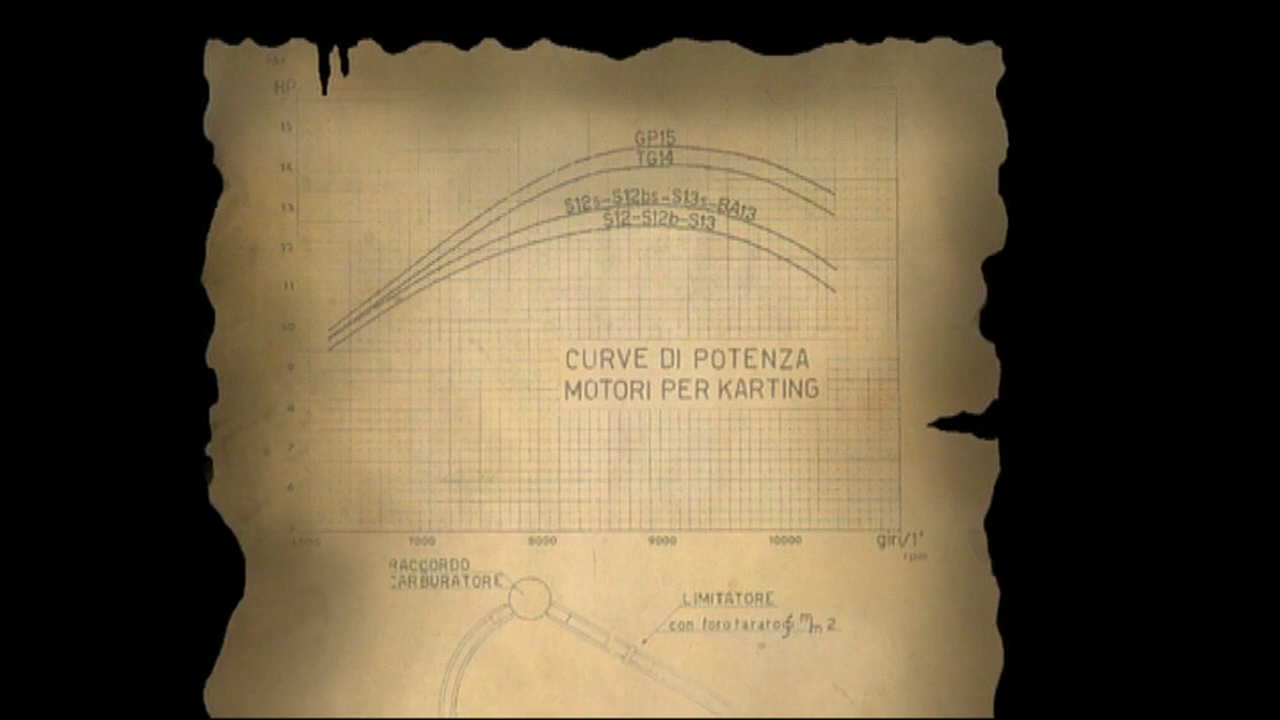 HP
15
GP15
14
TG14
13
S12s-S12bs-S13s-BA13
S12-S12b-S13
12
11
10
9
8
7
6
CURVE DI POTENZA
MOTORI PER KARTING
6000 7000 8000 9000 10000 giri/1'
rpm
RACCORDO
CARBURATORE
LIMITATORE
con foro tarato ⌀ m/m 2